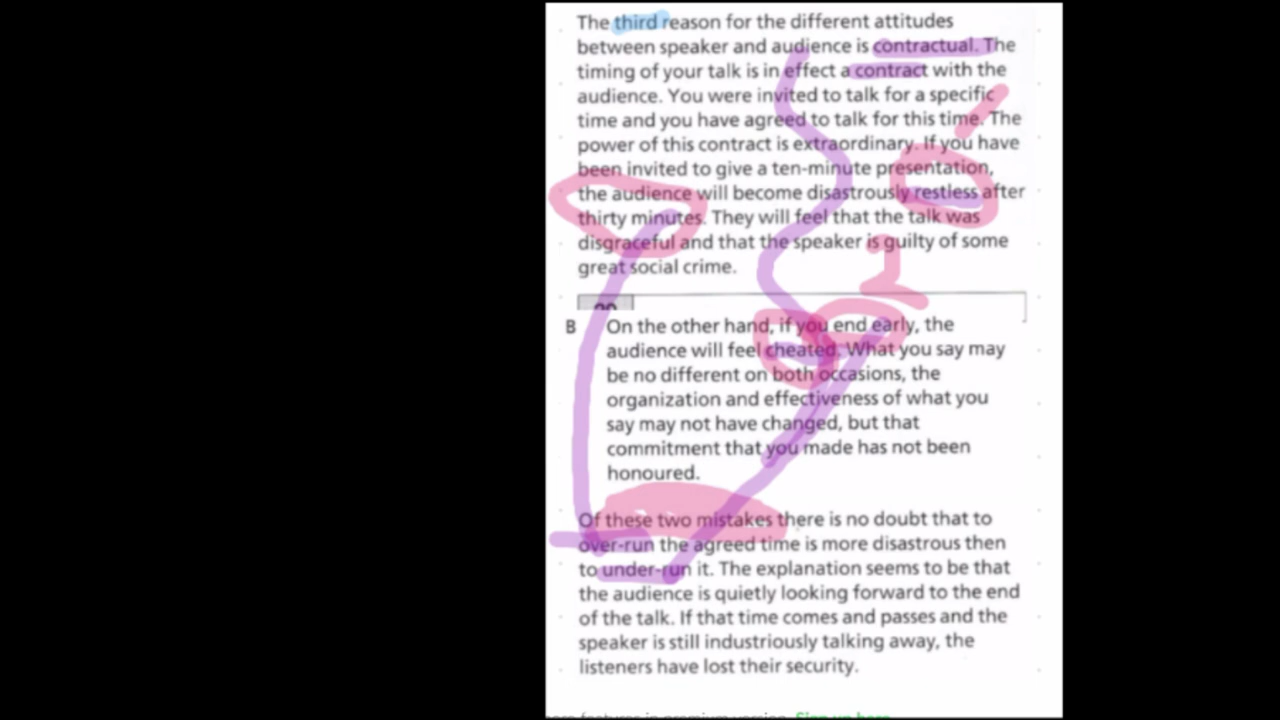 The third reason for the different attitudes
between speaker and audience is contractual. The
timing of your talk is in effect a contract with the
audience. You were invited to talk for a specific
time and you have agreed to talk for this time. The
power of this contract is extraordinary. If you have
been invited to give a ten-minute presentation,
the audience will become disastrously restless after
thirty minutes. They will feel that the talk was
disgraceful and that the speaker is guilty of some
great social crime.
B On the other hand, if you end early, the
audience will feel cheated. What you say may
be no different on both occasions, the
organization and effectiveness of what you
say may not have changed, but that
commitment that you made has not been
honoured.
Of these two mistakes there is no doubt that to
over-run the agreed time is more disastrous then
to under-run it. The explanation seems to be that
the audience is quietly looking forward to the end
of the talk. If that time comes and passes and the
speaker is still industriously talking away, the
listeners have lost their security.